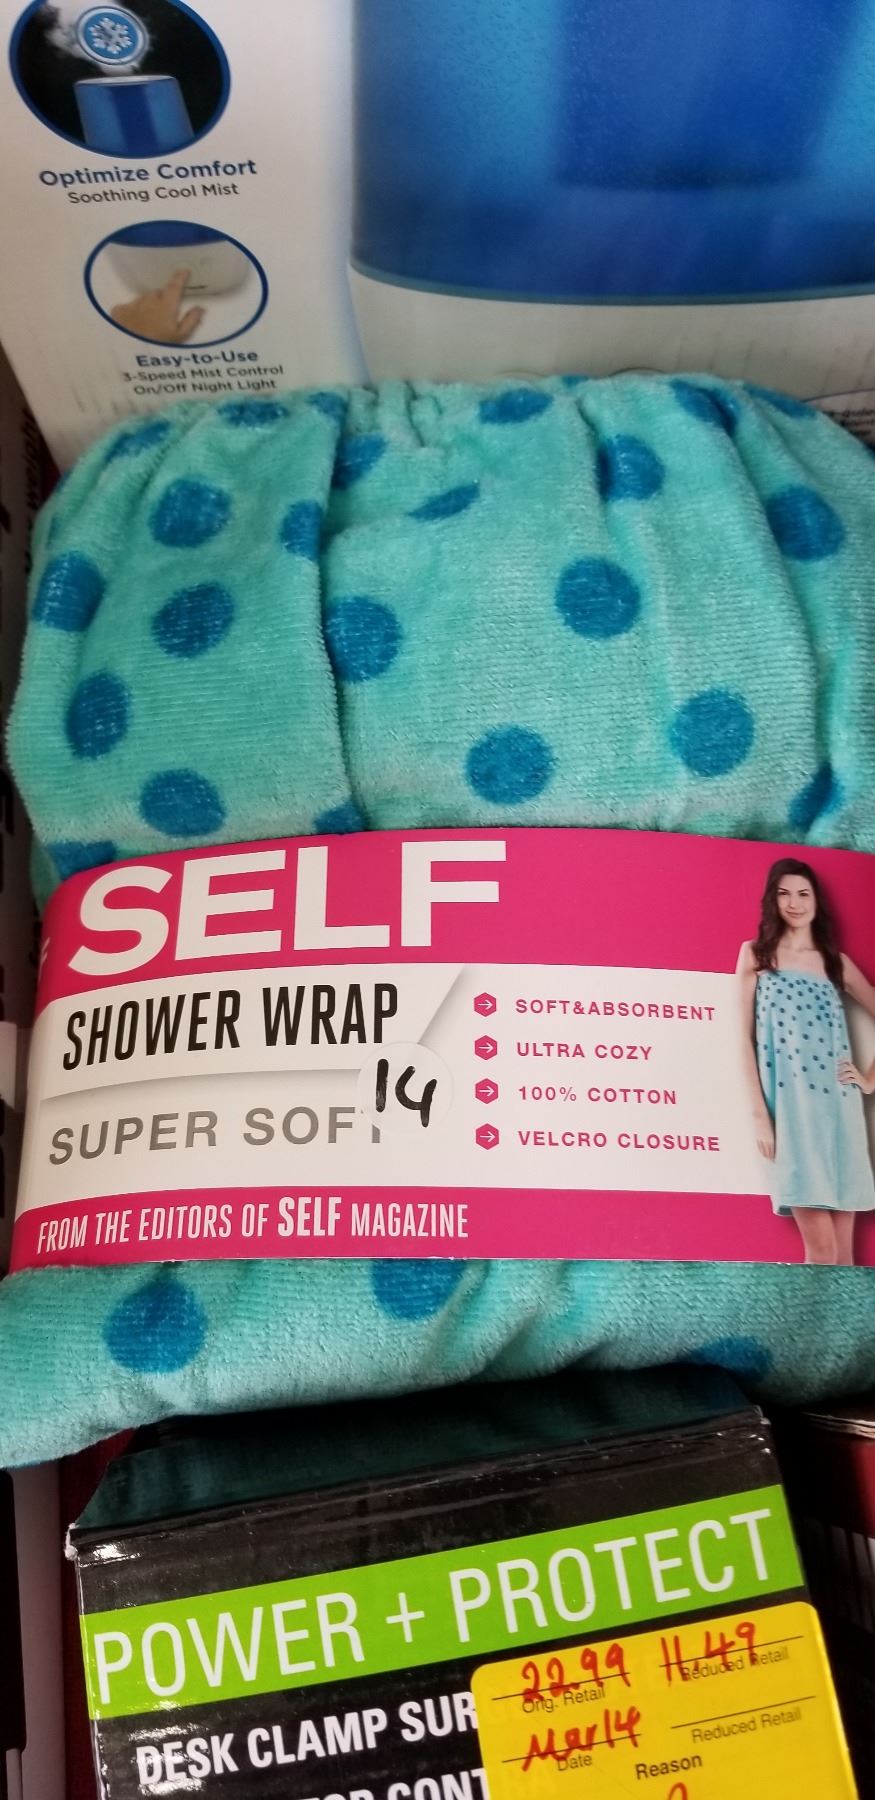 Optimize Comfort
Soothing Cool Mist
Easy-to-Use
3-Speed Mist Control
On/Off Night Light
SELF
SHOWER WRAP
SUPER SOFT
14
SOFT&ABSORBENT
ULTRA COZY
100% COTTON
VELCRO CLOSURE
FROM THE EDITORS OF SELF MAGAZINE
POWER + PROTECT
DESK CLAMP SUR
22.99 11.49
Orig. Retail Reduced Retail
Mar 14
Date Reduced Retail
Reason